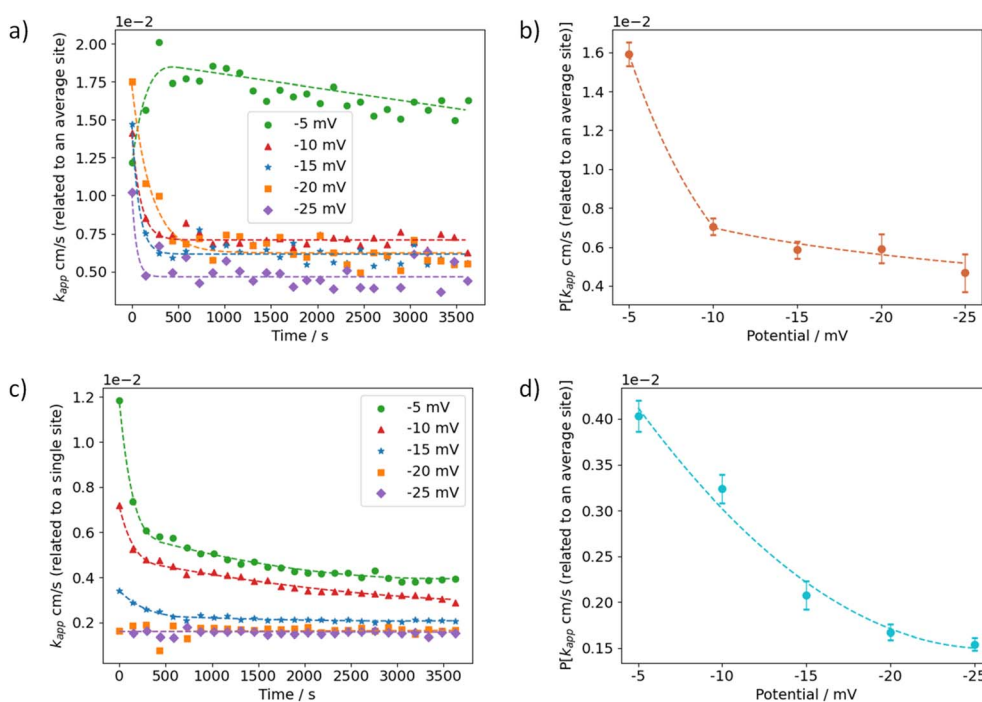 a)
1e−2
k_app cm/s (related to an average site)
2.00
1.75
1.50
1.25
1.00
0.75
0.50
-5 mV
-10 mV
-15 mV
-20 mV
-25 mV
0 500 1000 1500 2000 2500 3000 3500
Time / s
b)
1e−2
P[k_app cm/s (related to an average site)]
1.6
1.4
1.2
1.0
0.8
0.6
0.4
-5 -10 -15 -20 -25
Potential / mV
c)
1e−2
k_app cm/s (related to a single site)
1.2
1.0
0.8
0.6
0.4
0.2
-5 mV
-10 mV
-15 mV
-20 mV
-25 mV
0 500 1000 1500 2000 2500 3000 3500
Time / s
d)
1e−2
P[k_app cm/s (related to an average site)]
0.40
0.35
0.30
0.25
0.20
0.15
-5 -10 -15 -20 -25
Potential / mV